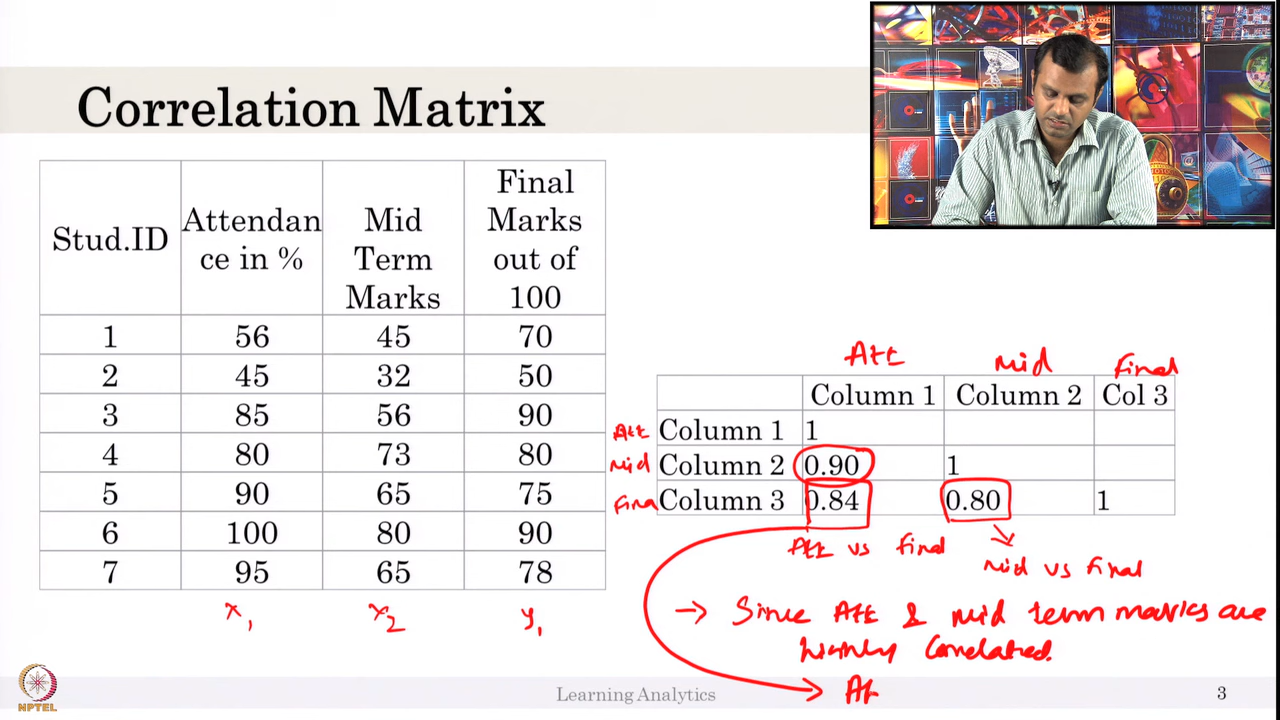 Correlation Matrix
Stud.ID Attendan ce in % Mid Term Marks Final Marks out of 100
1 56 45 70
2 45 32 50
3 85 56 90
4 80 73 80
5 90 65 75
6 100 80 90
7 95 65 78
x1 x2 y1
Att Mid Final
Column 1 Column 2 Col 3
Att Column 1 1
Mid Column 2 0.90 1
Final Column 3 0.84 0.80 1
Att vs Final
Mid vs Final
→ Since Att & Mid term marks are
highly Correlated.
At
NPTEL
Learning Analytics
3